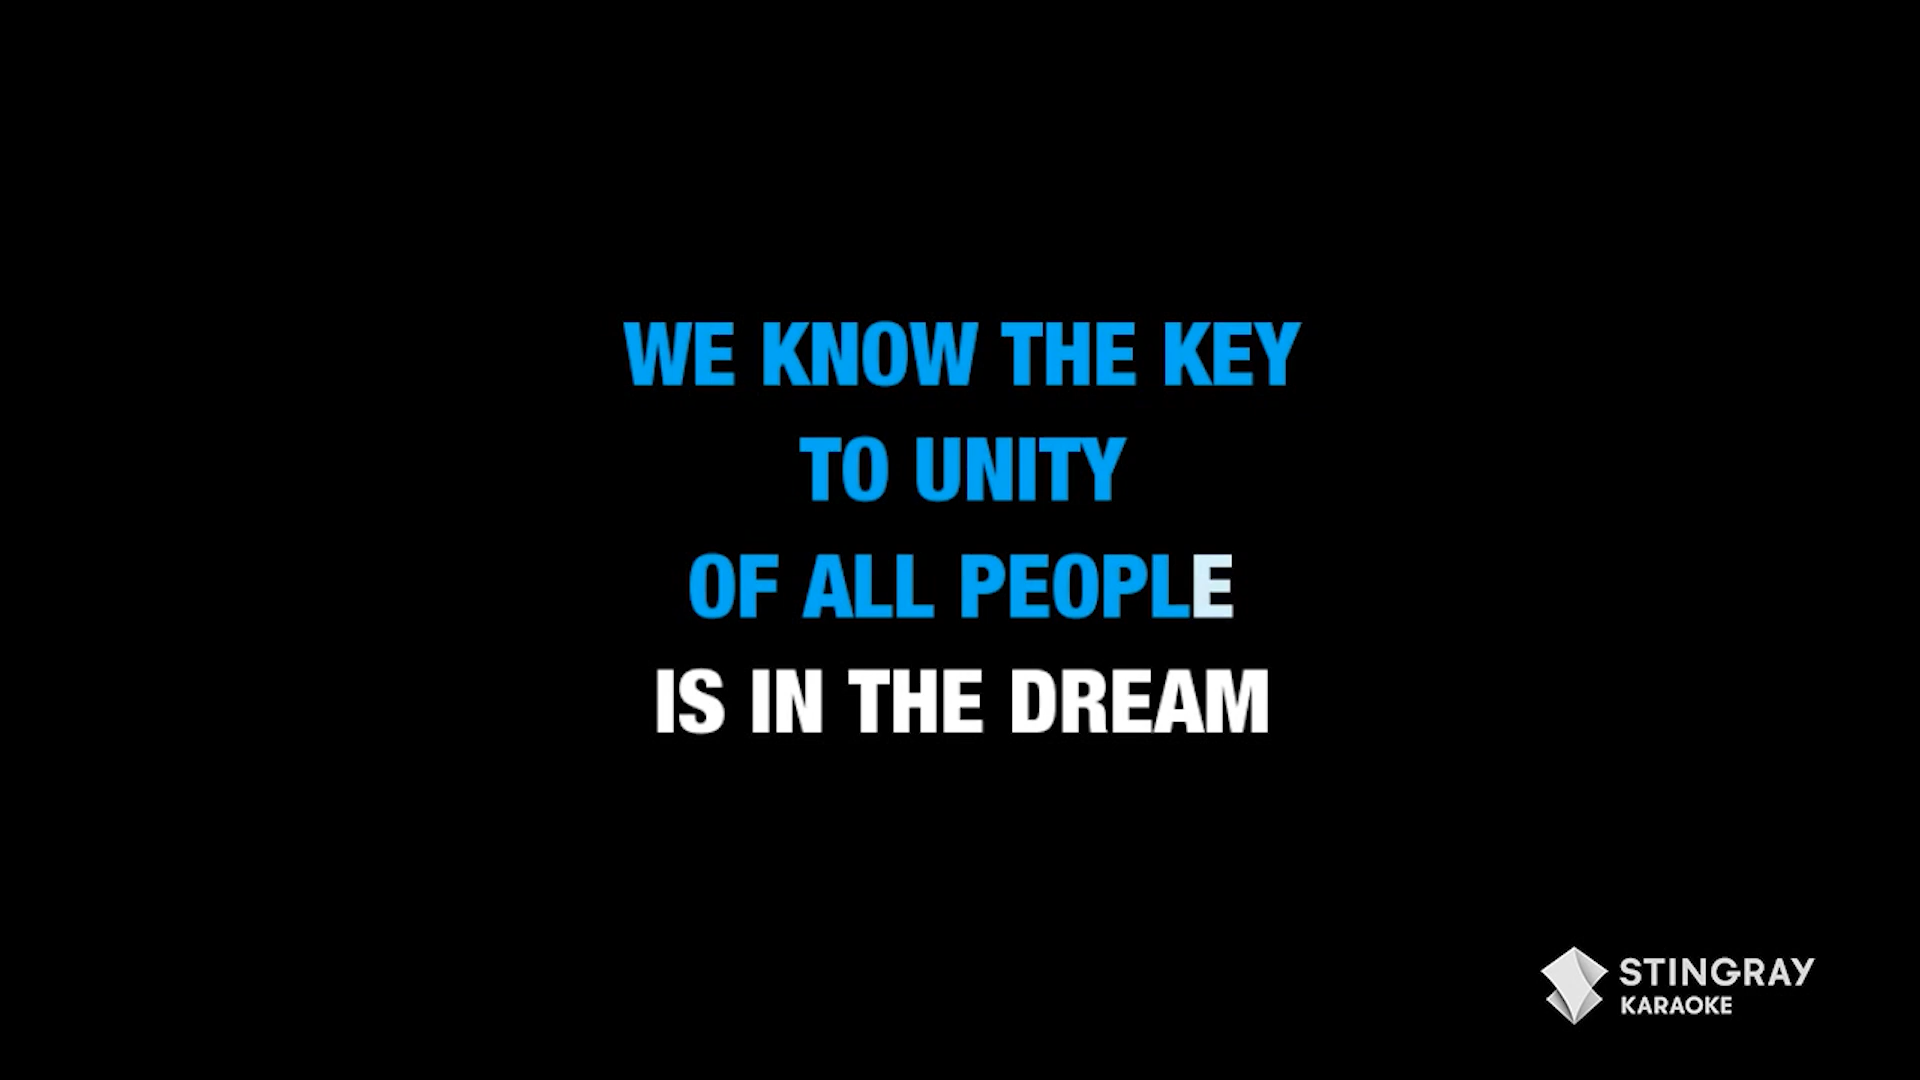 WE KNOW THE KEY
TO UNITY
OF ALL PEOPLE
IS IN THE DREAM
STINGRAY
KARAOKE